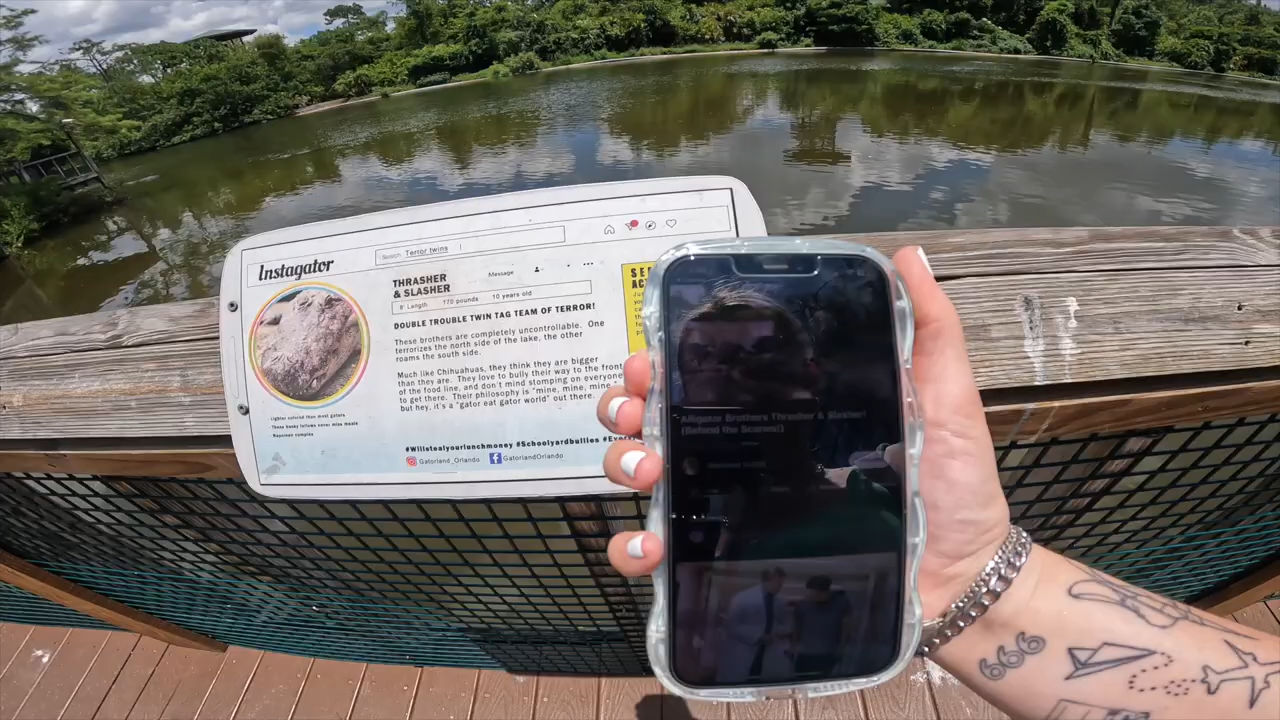 Instagator
Search Terror twins
THRASHER
& SLASHER
Message
8' Length 170 pounds 10 years old
DOUBLE TROUBLE TWIN TAG TEAM OF TERROR!
These brothers are completely uncontrollable. One
terrorizes the north side of the lake, the other
roams the south side.
Much like Chihuahuas, they think they are bigger
than they are. They love to bully their way to the front
of the food line, and don't mind stomping on everyone
to get there. Their philosophy is "mine, mine, mine
but hey, it's a "gator eat gator world" out there.
- Lighter colored than most gators
- These husky fellows never miss meals
- Napoleon complex
#Willstealyourlunchmoney #Schoolyardbullies
Gatorland_Orlando GatorlandOrlando
Alligator Brothers Thrasher & Slasher!
(Behind the Scenes!)
666